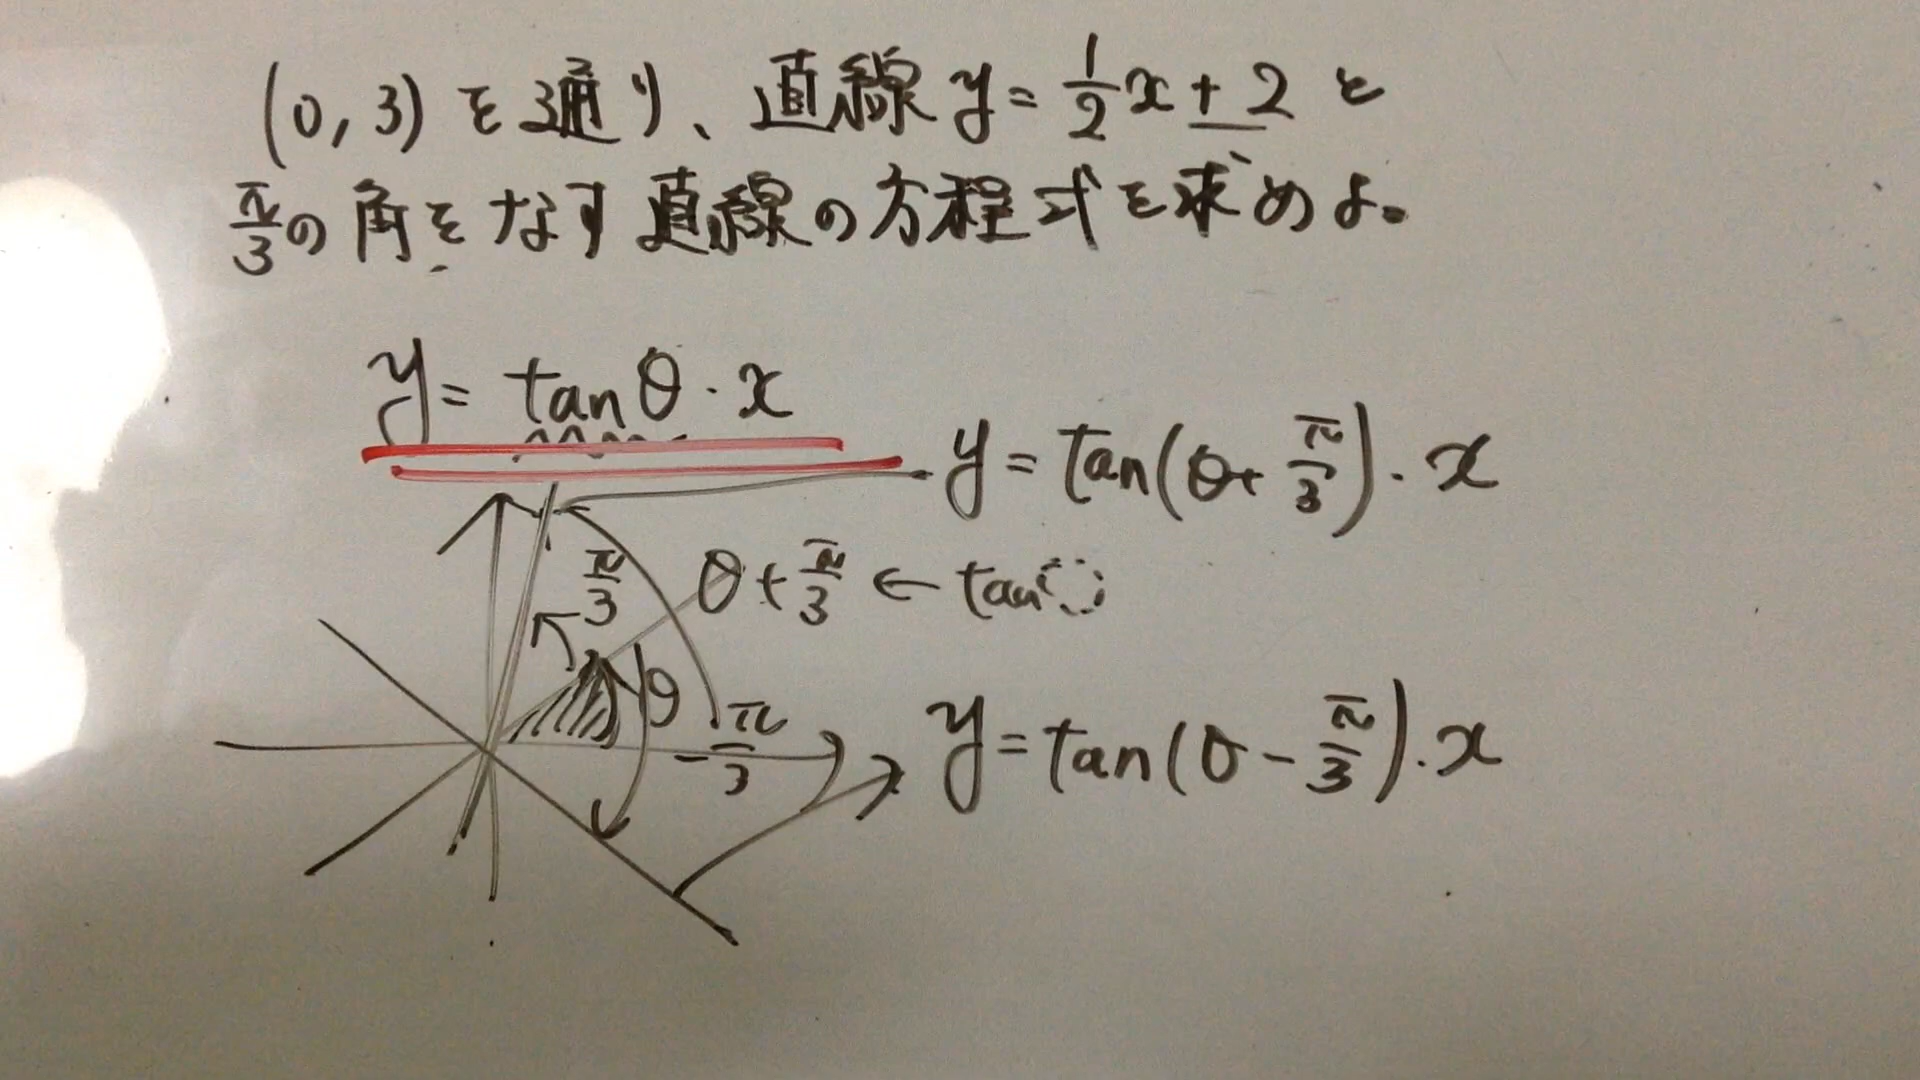 (0, 3) を通り、直線 y = 1/2 x + 2 と
π/3 の角をなす直線の方程式を求めよ。
y = tanθ・x
y = tan(θ + π/3)・x
π/3
θ + π/3 ← tan
θ
-π/3
y = tan(θ - π/3)・x